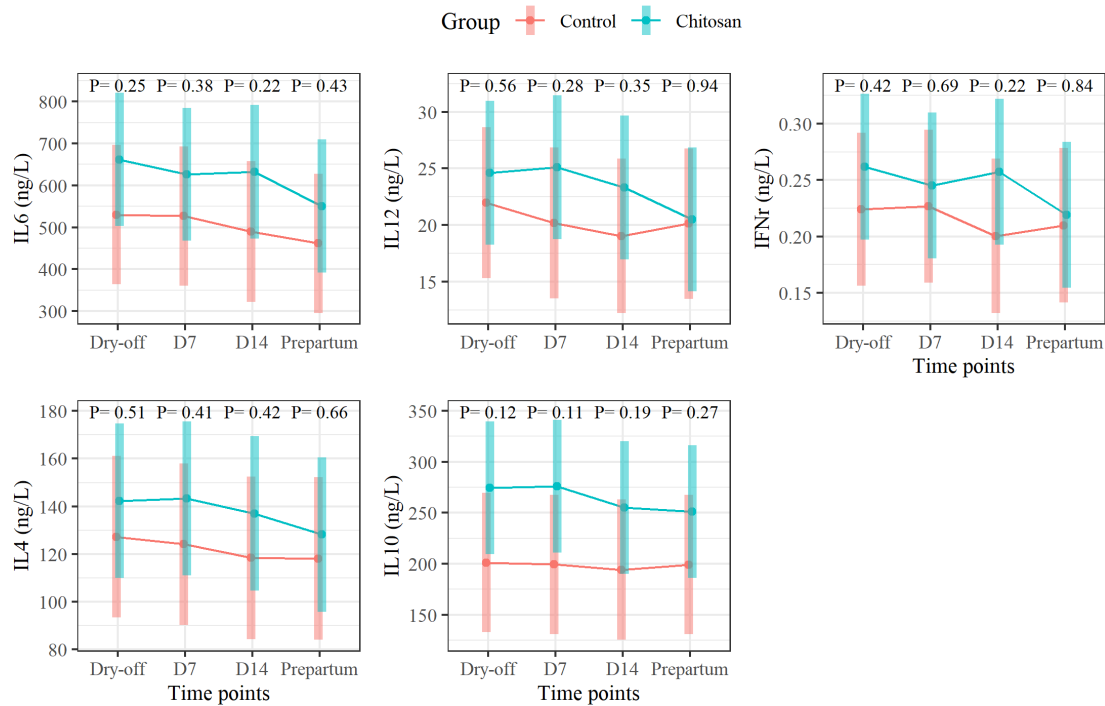 Group Control Chitosan
P= 0.25 P= 0.38 P= 0.22 P= 0.43
IL6 (ng/L)
800
700
600
500
400
300
Dry-off D7 D14 Prepartum
P= 0.56 P= 0.28 P= 0.35 P= 0.94
IL12 (ng/L)
30
25
20
15
Dry-off D7 D14 Prepartum
P= 0.42 P= 0.69 P= 0.22 P= 0.84
IFNr (ng/L)
0.30
0.25
0.20
0.15
Dry-off D7 D14 Prepartum
Time points
P= 0.51 P= 0.41 P= 0.42 P= 0.66
IL4 (ng/L)
180
160
140
120
100
80
Dry-off D7 D14 Prepartum
Time points
P= 0.12 P= 0.11 P= 0.19 P= 0.27
IL10 (ng/L)
350
300
250
200
150
Dry-off D7 D14 Prepartum
Time points